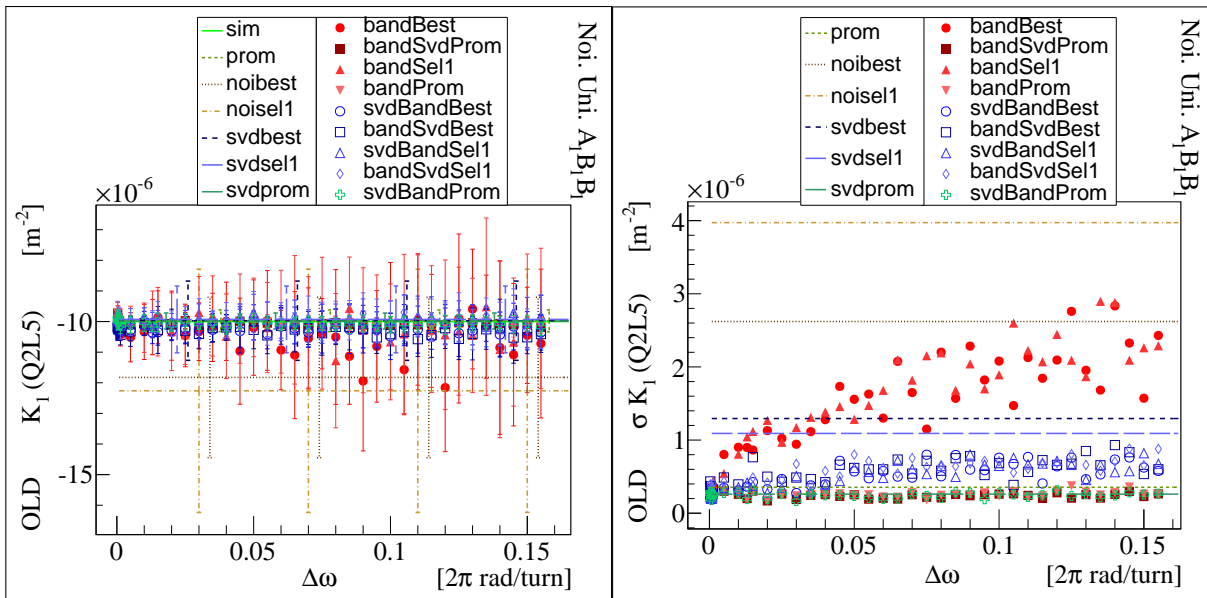 sim
prom
noibest
noisel1
svdbest
svdsel1
svdprom
bandBest
bandSvdProm
bandSel1
bandProm
svdBandBest
bandSvdBest
svdBandSel1
bandSvdSel1
svdBandProm
Noi. Uni. A₁B₁B₁
×10⁻⁶
OLD K₁ (Q2L5) [m⁻²]
-10
-15
0 0.05 0.1 0.15
Δω [2π rad/turn]
prom
noibest
noisel1
svdbest
svdsel1
svdprom
bandBest
bandSvdProm
bandSel1
bandProm
svdBandBest
bandSvdBest
svdBandSel1
bandSvdSel1
svdBandProm
Noi. Uni. A₁B₁B₁
×10⁻⁶
OLD σ K₁ (Q2L5) [m⁻²]
4
3
2
1
0
0 0.05 0.1 0.15
Δω [2π rad/turn]